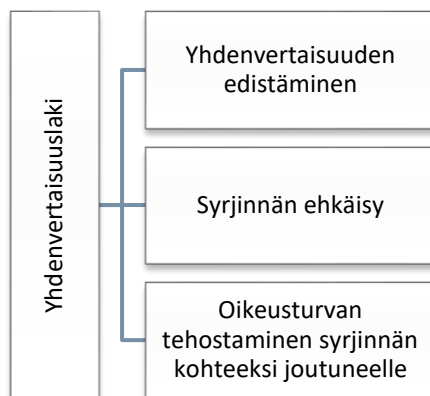 Yhdenvertaisuuslaki
Yhdenvertaisuuden
edistäminen
Syrjinnän ehkäisy
Oikeusturvan
tehostaminen syrjinnän
kohteeksi joutuneelle